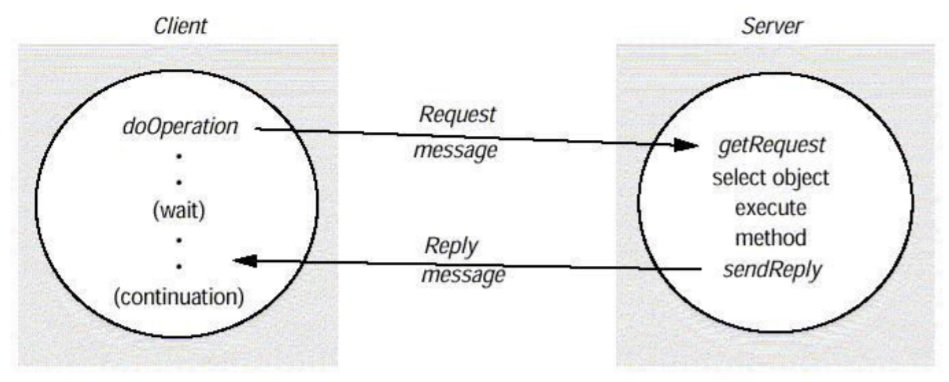 Client
Server
doOperation
.
.
(wait)
.
.
(continuation)
Request
message
Reply
message
getRequest
select object
execute
method
sendReply